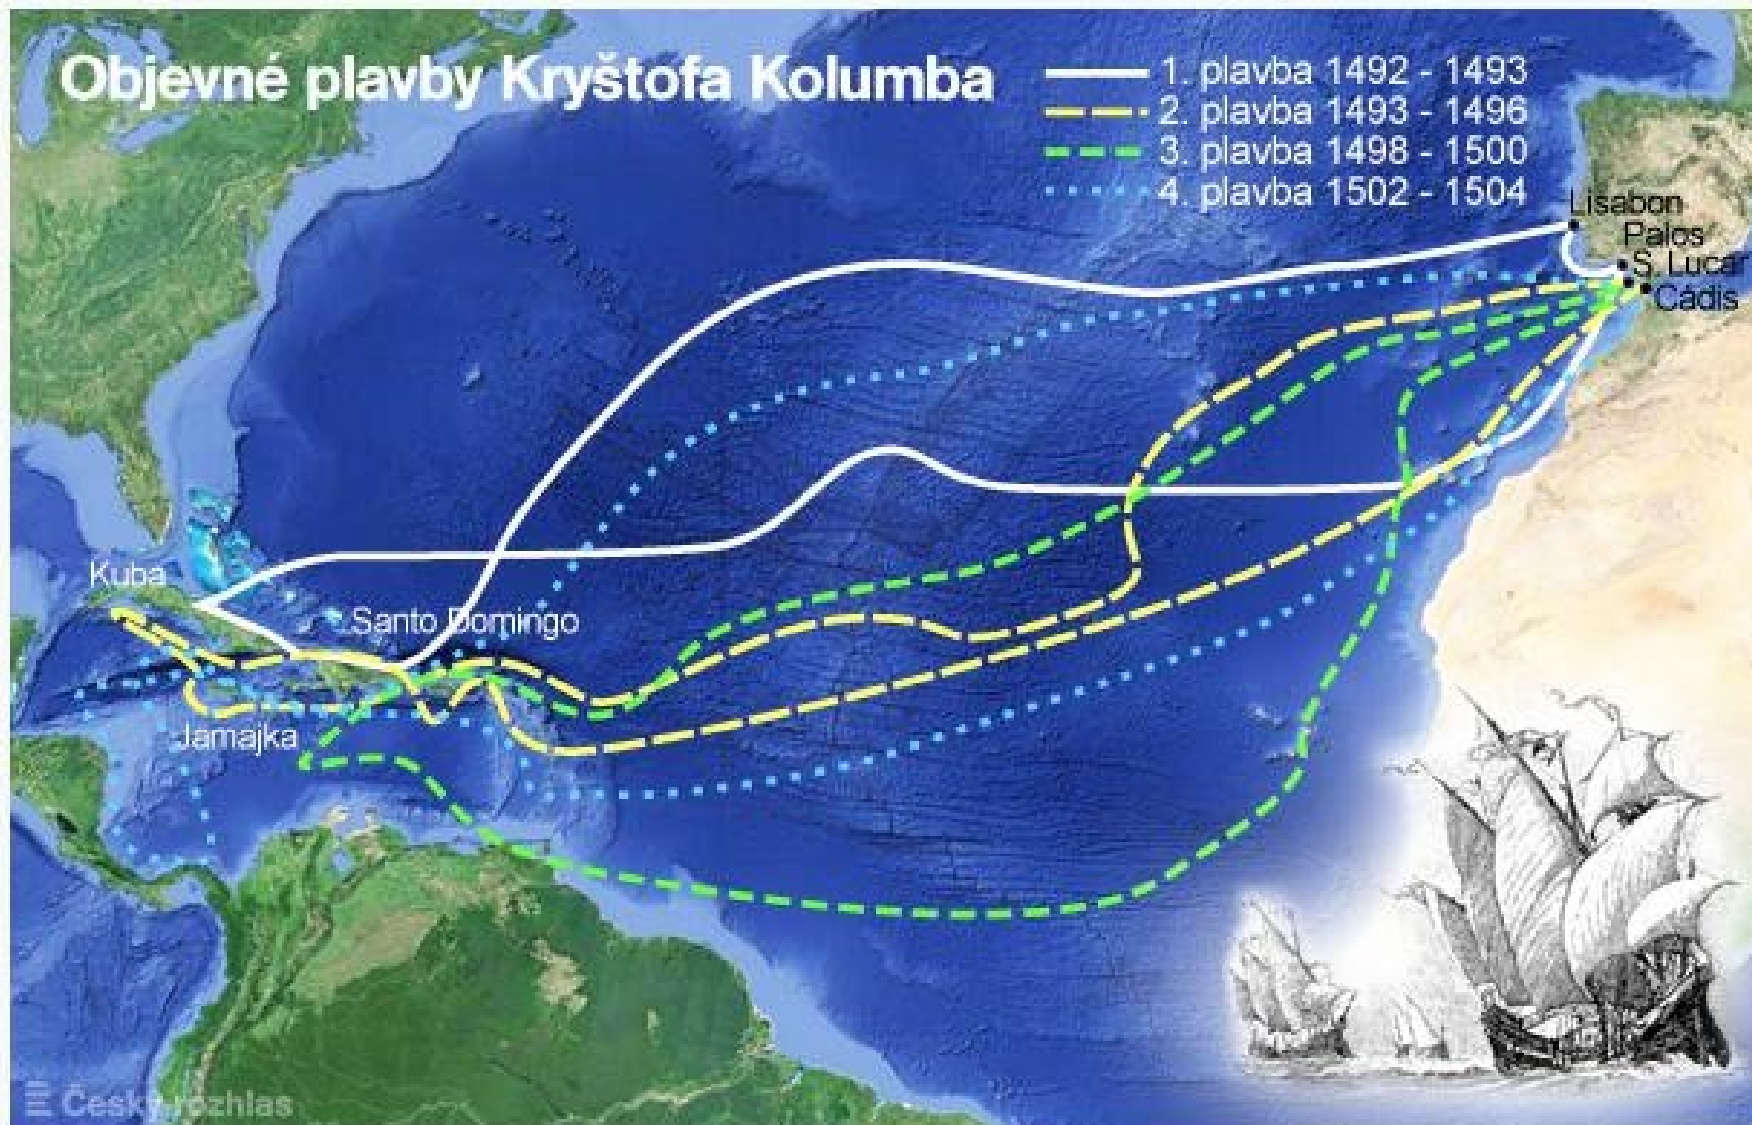 Objevné plavby Kryštofa Kolumba
1. plavba 1492 - 1493
2. plavba 1493 - 1496
3. plavba 1498 - 1500
4. plavba 1502 - 1504
Lisabon
Palos
S. Lucar
Cádis
Kuba
Santo Domingo
Jamajka
Český rozhlas